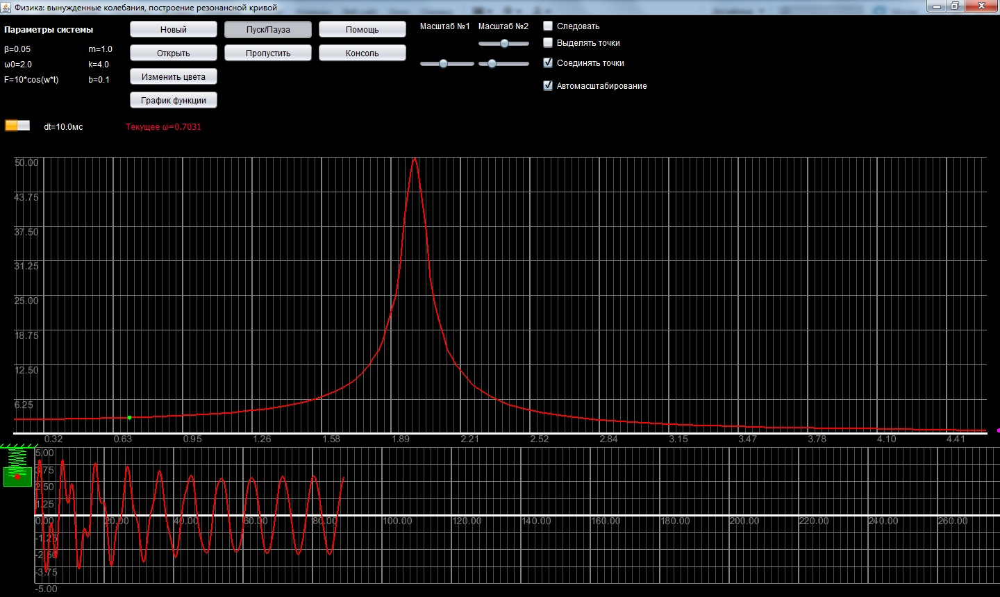 Физика: вынужденные колебания, построение резонансной кривой
Параметры системы
β=0.05 m=1.0
ω0=2.0 k=4.0
F=10*cos(w*t) b=0.1
Новый Пуск/Пауза Помощь
Открыть Пропустить Консоль
Изменить цвета
График функции
Масштаб №1 Масштаб №2
Следовать
Выделять точки
Соединять точки
Автомасштабирование
dt=10.0мс Текущее ω=0.7031
50.00
43.75
37.50
31.25
25.00
18.75
12.50
6.25
0.32 0.63 0.95 1.26 1.58 1.89 2.21 2.52 2.84 3.15 3.47 3.78 4.10 4.41
5.00
3.75
2.50
1.25
0.00 20.00 40.00 60.00 80.00 100.00 120.00 140.00 160.00 180.00 200.00 220.00 240.00 260.00
-1.25
-2.50
-3.75
-5.00